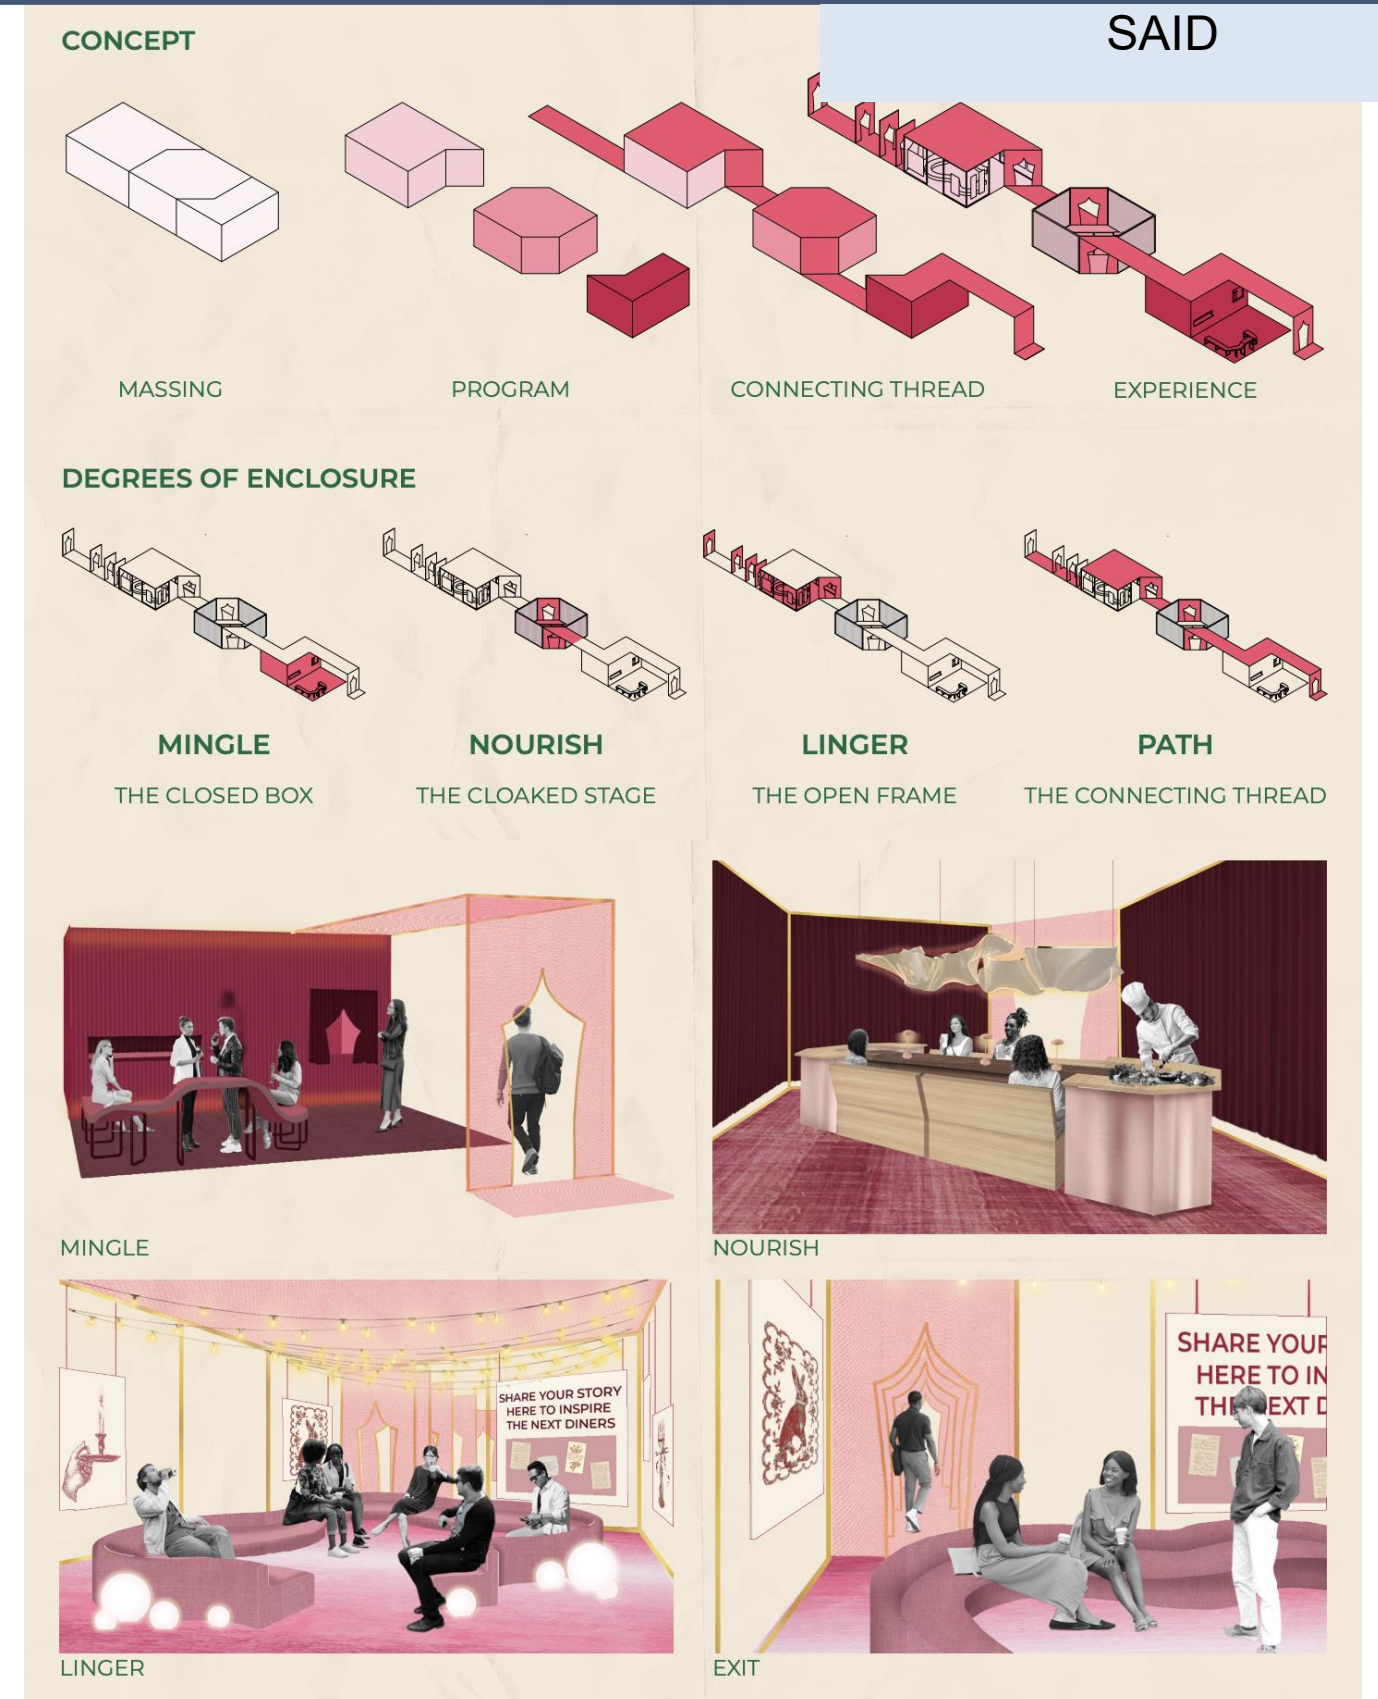 SAID
CONCEPT
MASSING
PROGRAM
CONNECTING THREAD
EXPERIENCE
DEGREES OF ENCLOSURE
MINGLE
NOURISH
LINGER
PATH
THE CLOSED BOX
THE CLOAKED STAGE
THE OPEN FRAME
THE CONNECTING THREAD
MINGLE
NOURISH
SHARE YOUR STORY
HERE TO INSPIRE
THE NEXT DINERS
SHARE YOUR
HERE TO IN
LINGER
EXIT